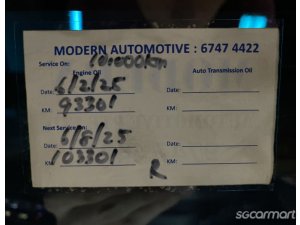 MODERN AUTOMOTIVE : 6747 4422
Service On: 10,000km
Engine Oil Auto Transmission Oil
Date: 6/2/25 Date:
KM: 93301 KM:
Next Service On:
Date: 6/8/25 Date:
KM: 103301 KM:
R
sgcarmart